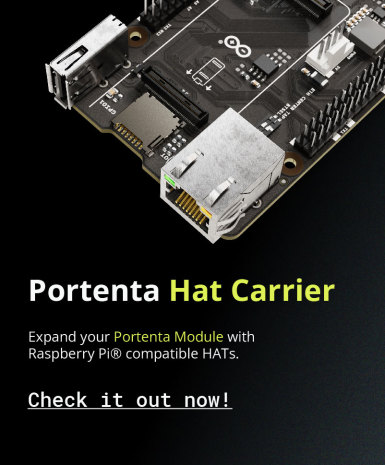 Portenta Hat Carrier
Expand your Portenta Module with
Raspberry Pi® compatible HATs.
Check it out now!